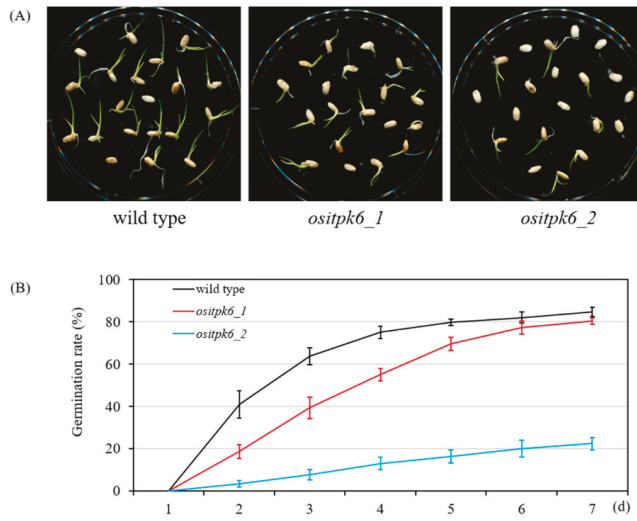 (A)
wild type ositpk6_1 ositpk6_2
(B)
wild type
ositpk6_1
ositpk6_2
Germination rate (%)
100
80
60
40
20
0
1 2 3 4 5 6 7 (d)